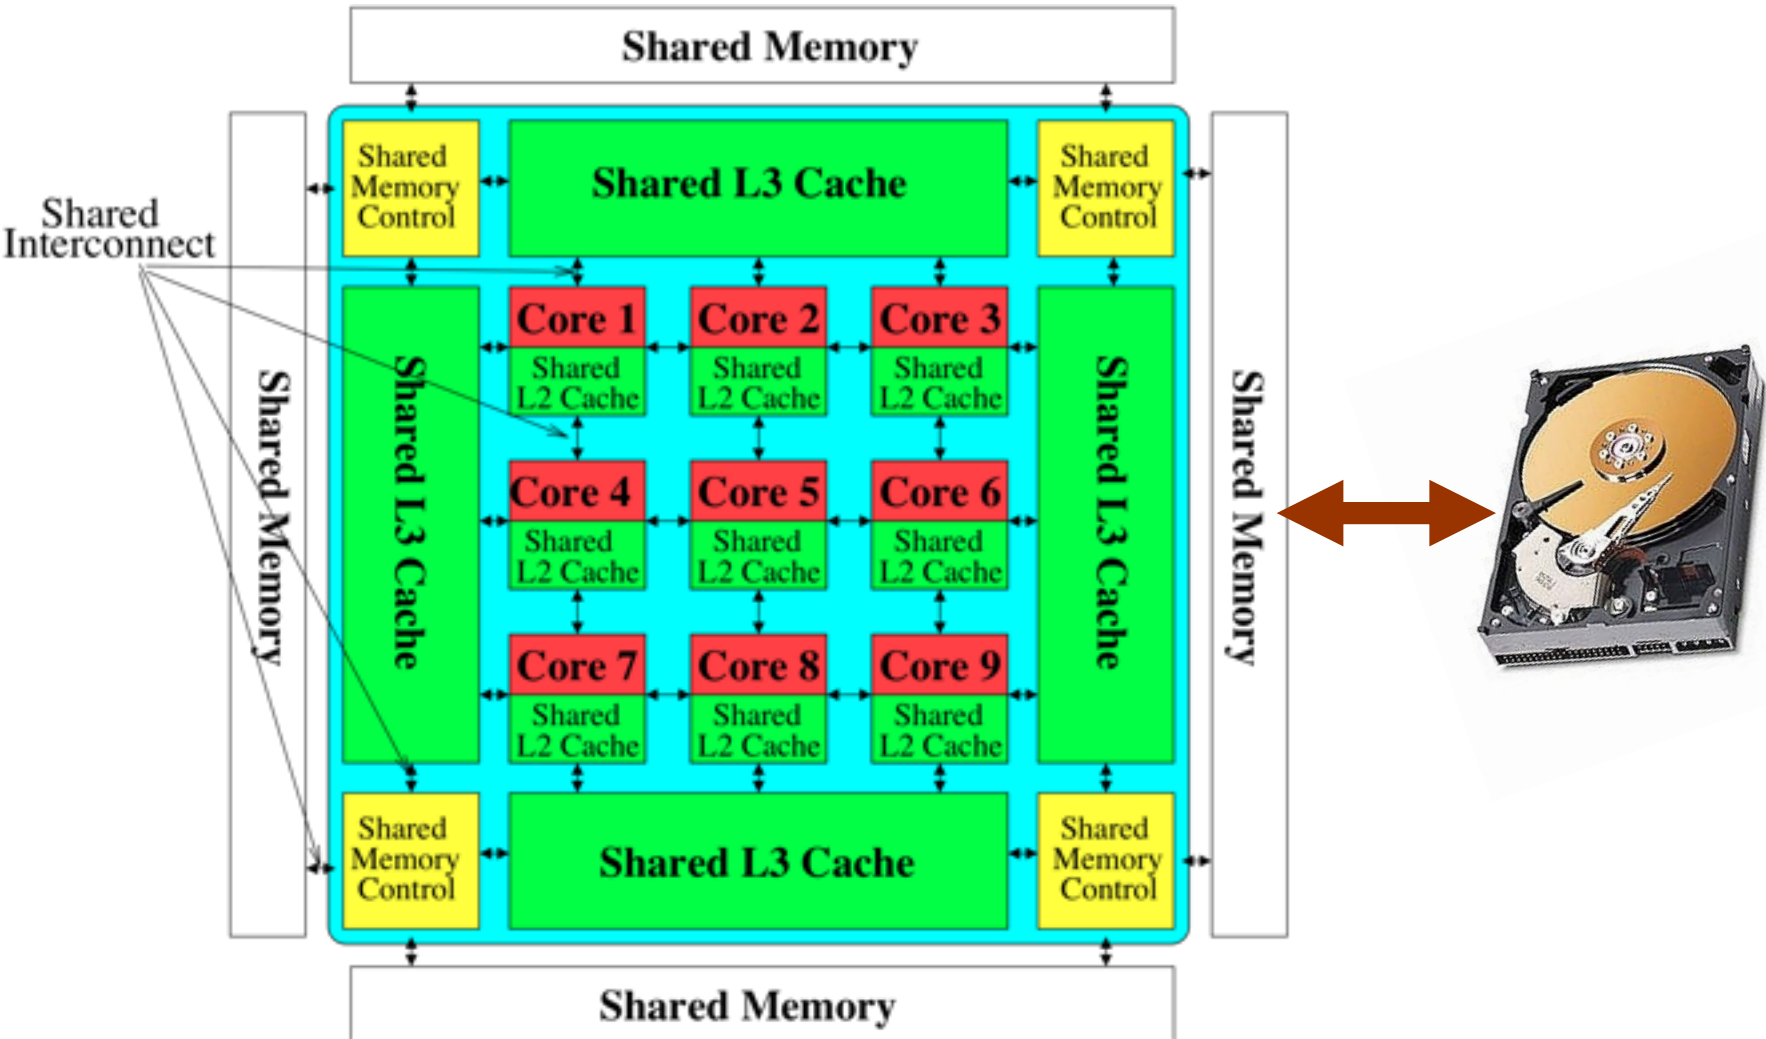 Shared Memory
Shared
Memory
Control
Shared L3 Cache
Shared
Memory
Control
Shared
Interconnect
Shared Memory
Shared L3 Cache
Core 1
Shared
L2 Cache
Core 2
Shared
L2 Cache
Core 3
Shared
L2 Cache
Core 4
Shared
L2 Cache
Core 5
Shared
L2 Cache
Core 6
Shared
L2 Cache
Core 7
Shared
L2 Cache
Core 8
Shared
L2 Cache
Core 9
Shared
L2 Cache
Shared L3 Cache
Shared Memory
Shared
Memory
Control
Shared L3 Cache
Shared
Memory
Control
Shared Memory